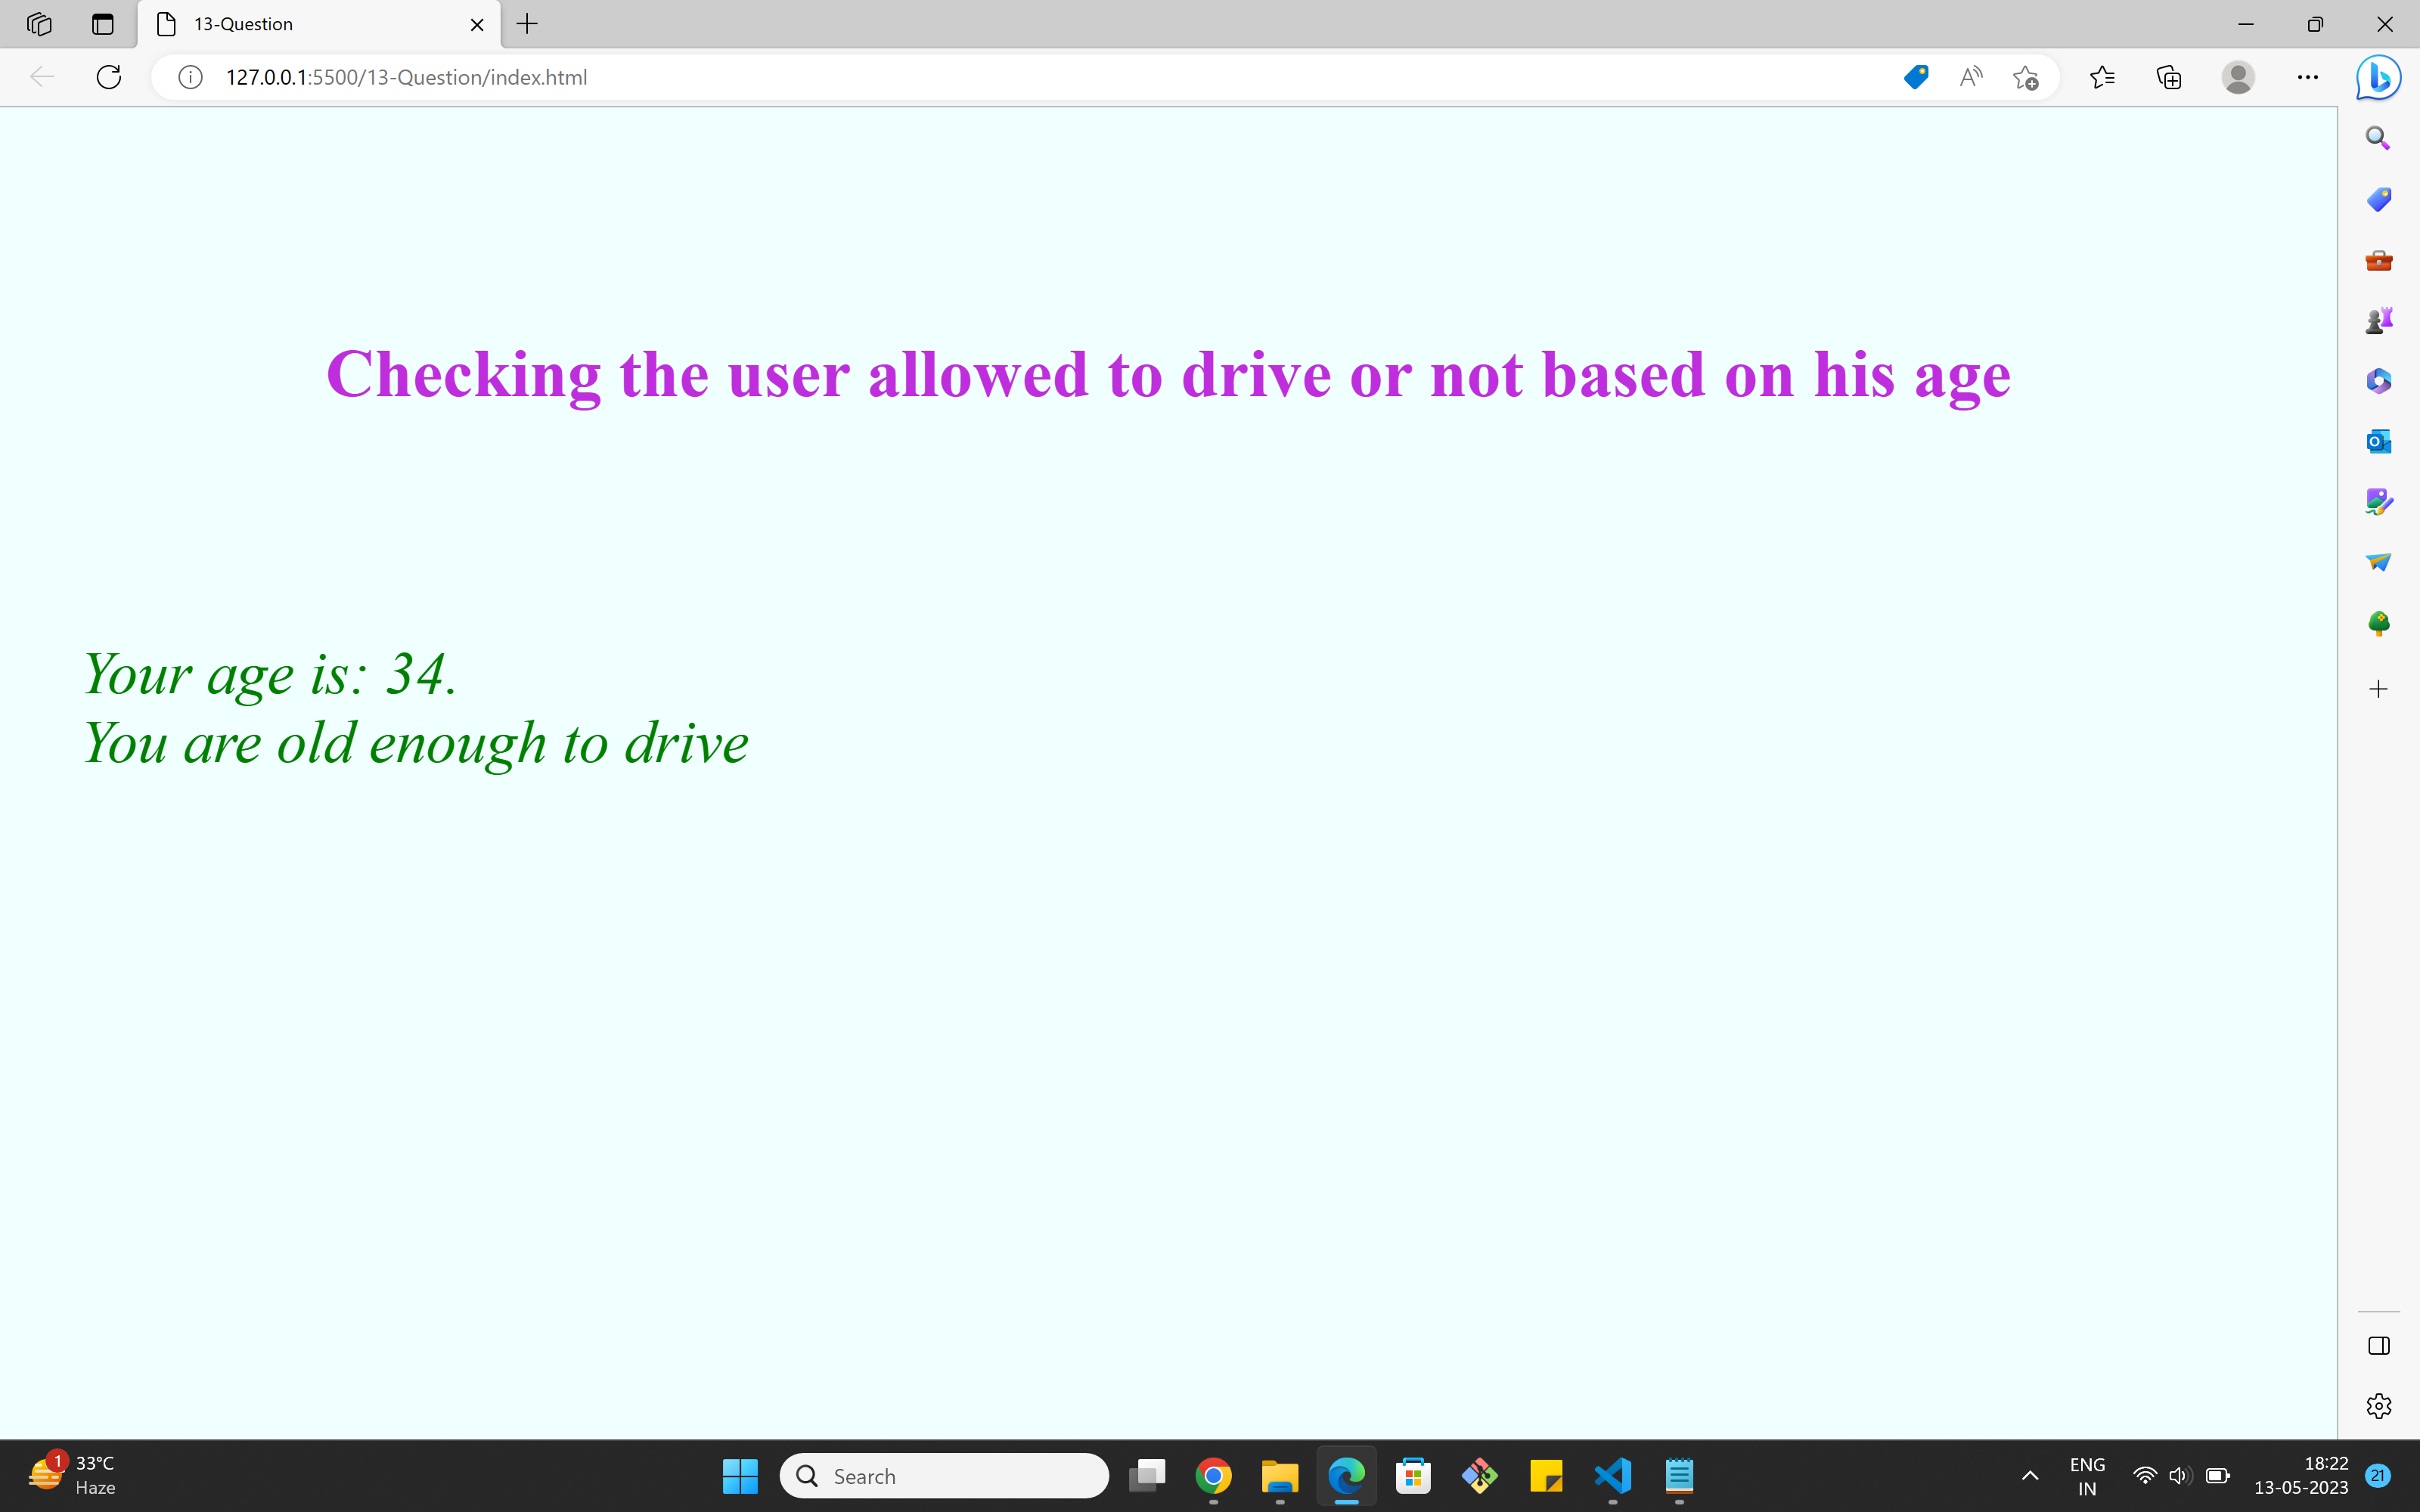 13-Question
127.0.0.1:5500/13-Question/index.html
Checking the user allowed to drive or not based on his age
Your age is: 34.
You are old enough to drive
1
33°C
Haze
Search
ENG
IN
18:22
13-05-2023
21